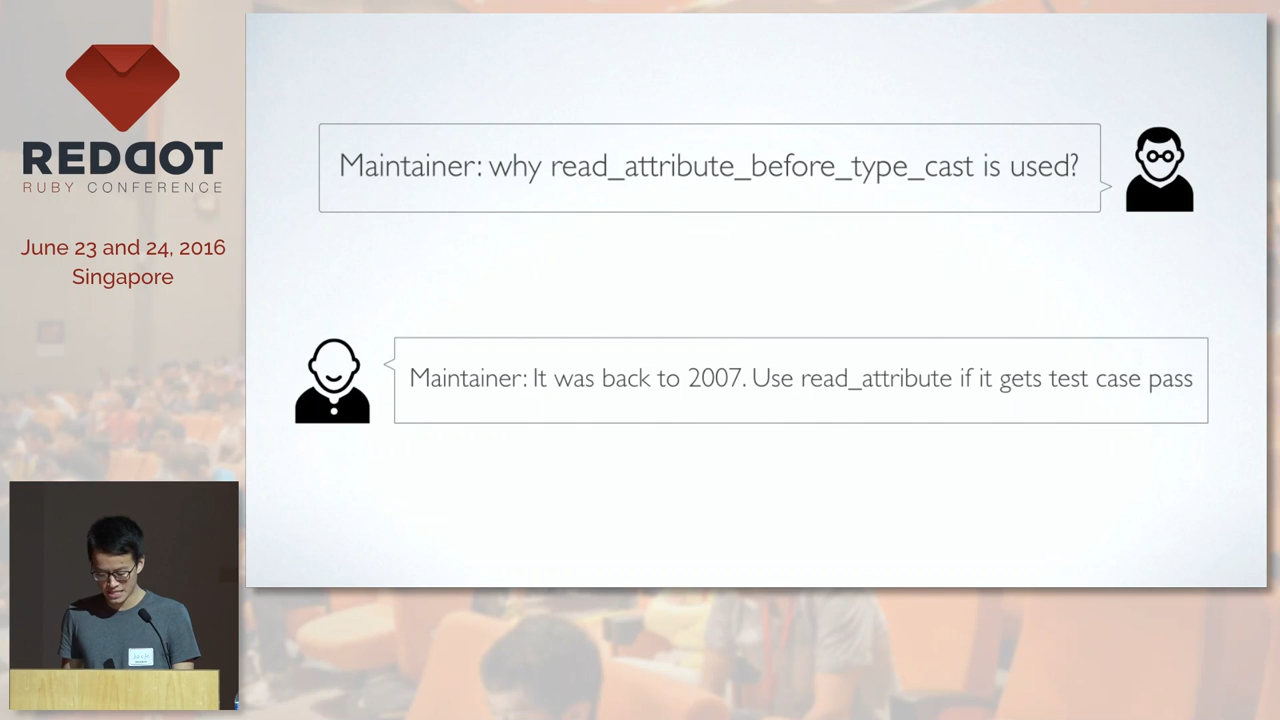 REDDOT
RUBY CONFERENCE
June 23 and 24, 2016
Singapore
Maintainer: why read_attribute_before_type_cast is used?
Maintainer: It was back to 2007. Use read_attribute if it gets test case pass